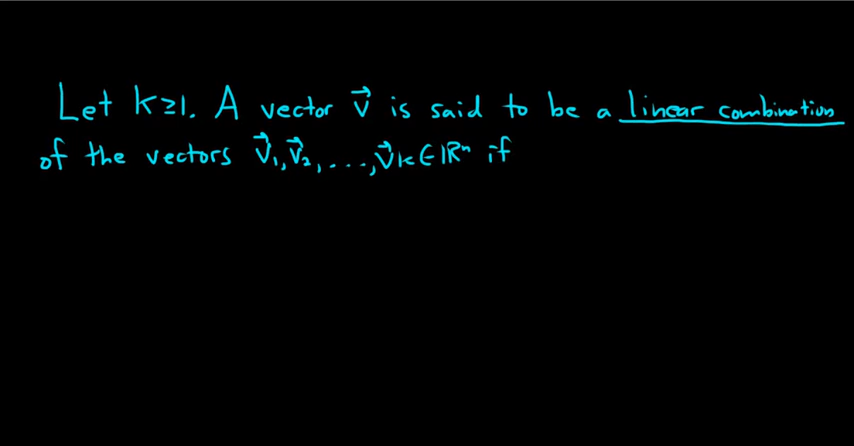 Let k≥1. A vector v⃗ is said to be a linear combination
of the vectors v⃗₁, v⃗₂, ..., v⃗ₖ ∈ ℝⁿ if